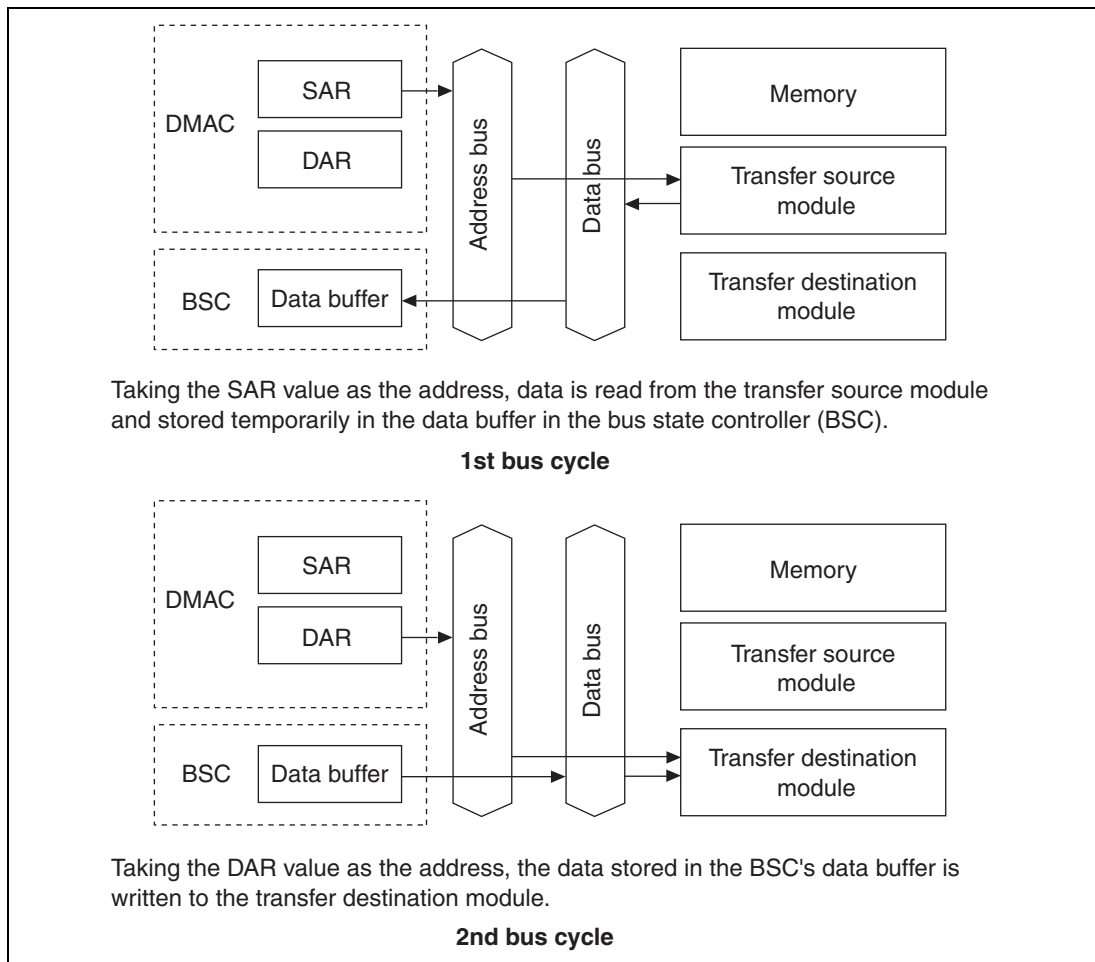 SAR
DMAC
DAR
Address bus
Data bus
Memory
Transfer source
module
BSC
Data buffer
Transfer destination
module
Taking the SAR value as the address, data is read from the transfer source module
and stored temporarily in the data buffer in the bus state controller (BSC).
1st bus cycle
SAR
DMAC
DAR
Address bus
Data bus
Memory
Transfer source
module
BSC
Data buffer
Transfer destination
module
Taking the DAR value as the address, the data stored in the BSC's data buffer is
written to the transfer destination module.
2nd bus cycle